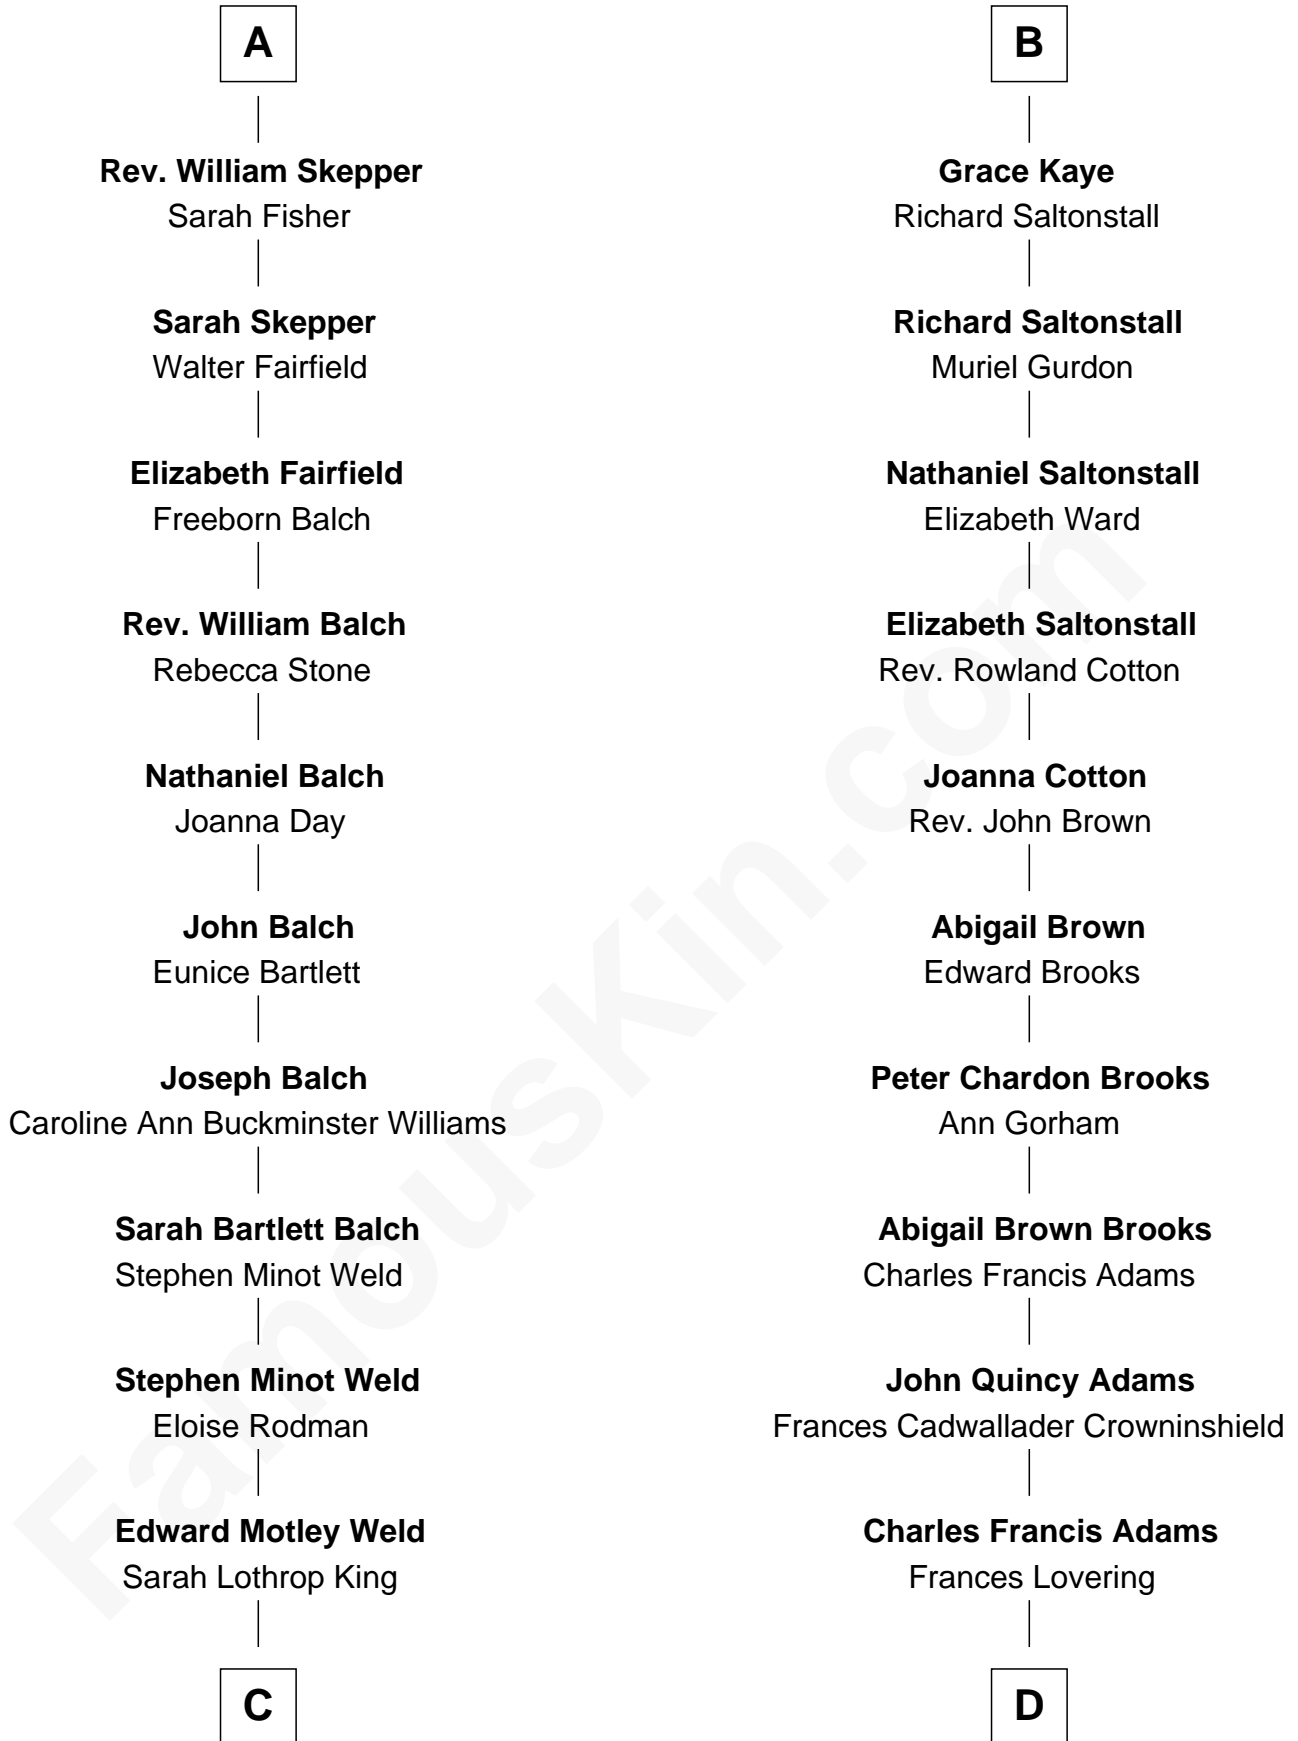 A
Rev. William Skepper
Sarah Fisher
Sarah Skepper
Walter Fairfield
Elizabeth Fairfield
Freeborn Balch
Rev. William Balch
Rebecca Stone
Nathaniel Balch
Joanna Day
John Balch
Eunice Bartlett
Joseph Balch
Caroline Ann Buckminster Williams
Sarah Bartlett Balch
Stephen Minot Weld
Stephen Minot Weld
Eloise Rodman
Edward Motley Weld
Sarah Lothrop King
C
B
Grace Kaye
Richard Saltonstall
Richard Saltonstall
Muriel Gurdon
Nathaniel Saltonstall
Elizabeth Ward
Elizabeth Saltonstall
Rev. Rowland Cotton
Joanna Cotton
Rev. John Brown
Abigail Brown
Edward Brooks
Peter Chardon Brooks
Ann Gorham
Abigail Brown Brooks
Charles Francis Adams
John Quincy Adams
Frances Cadwallader Crowninshield
Charles Francis Adams
Frances Lovering
D
FamousKin.com